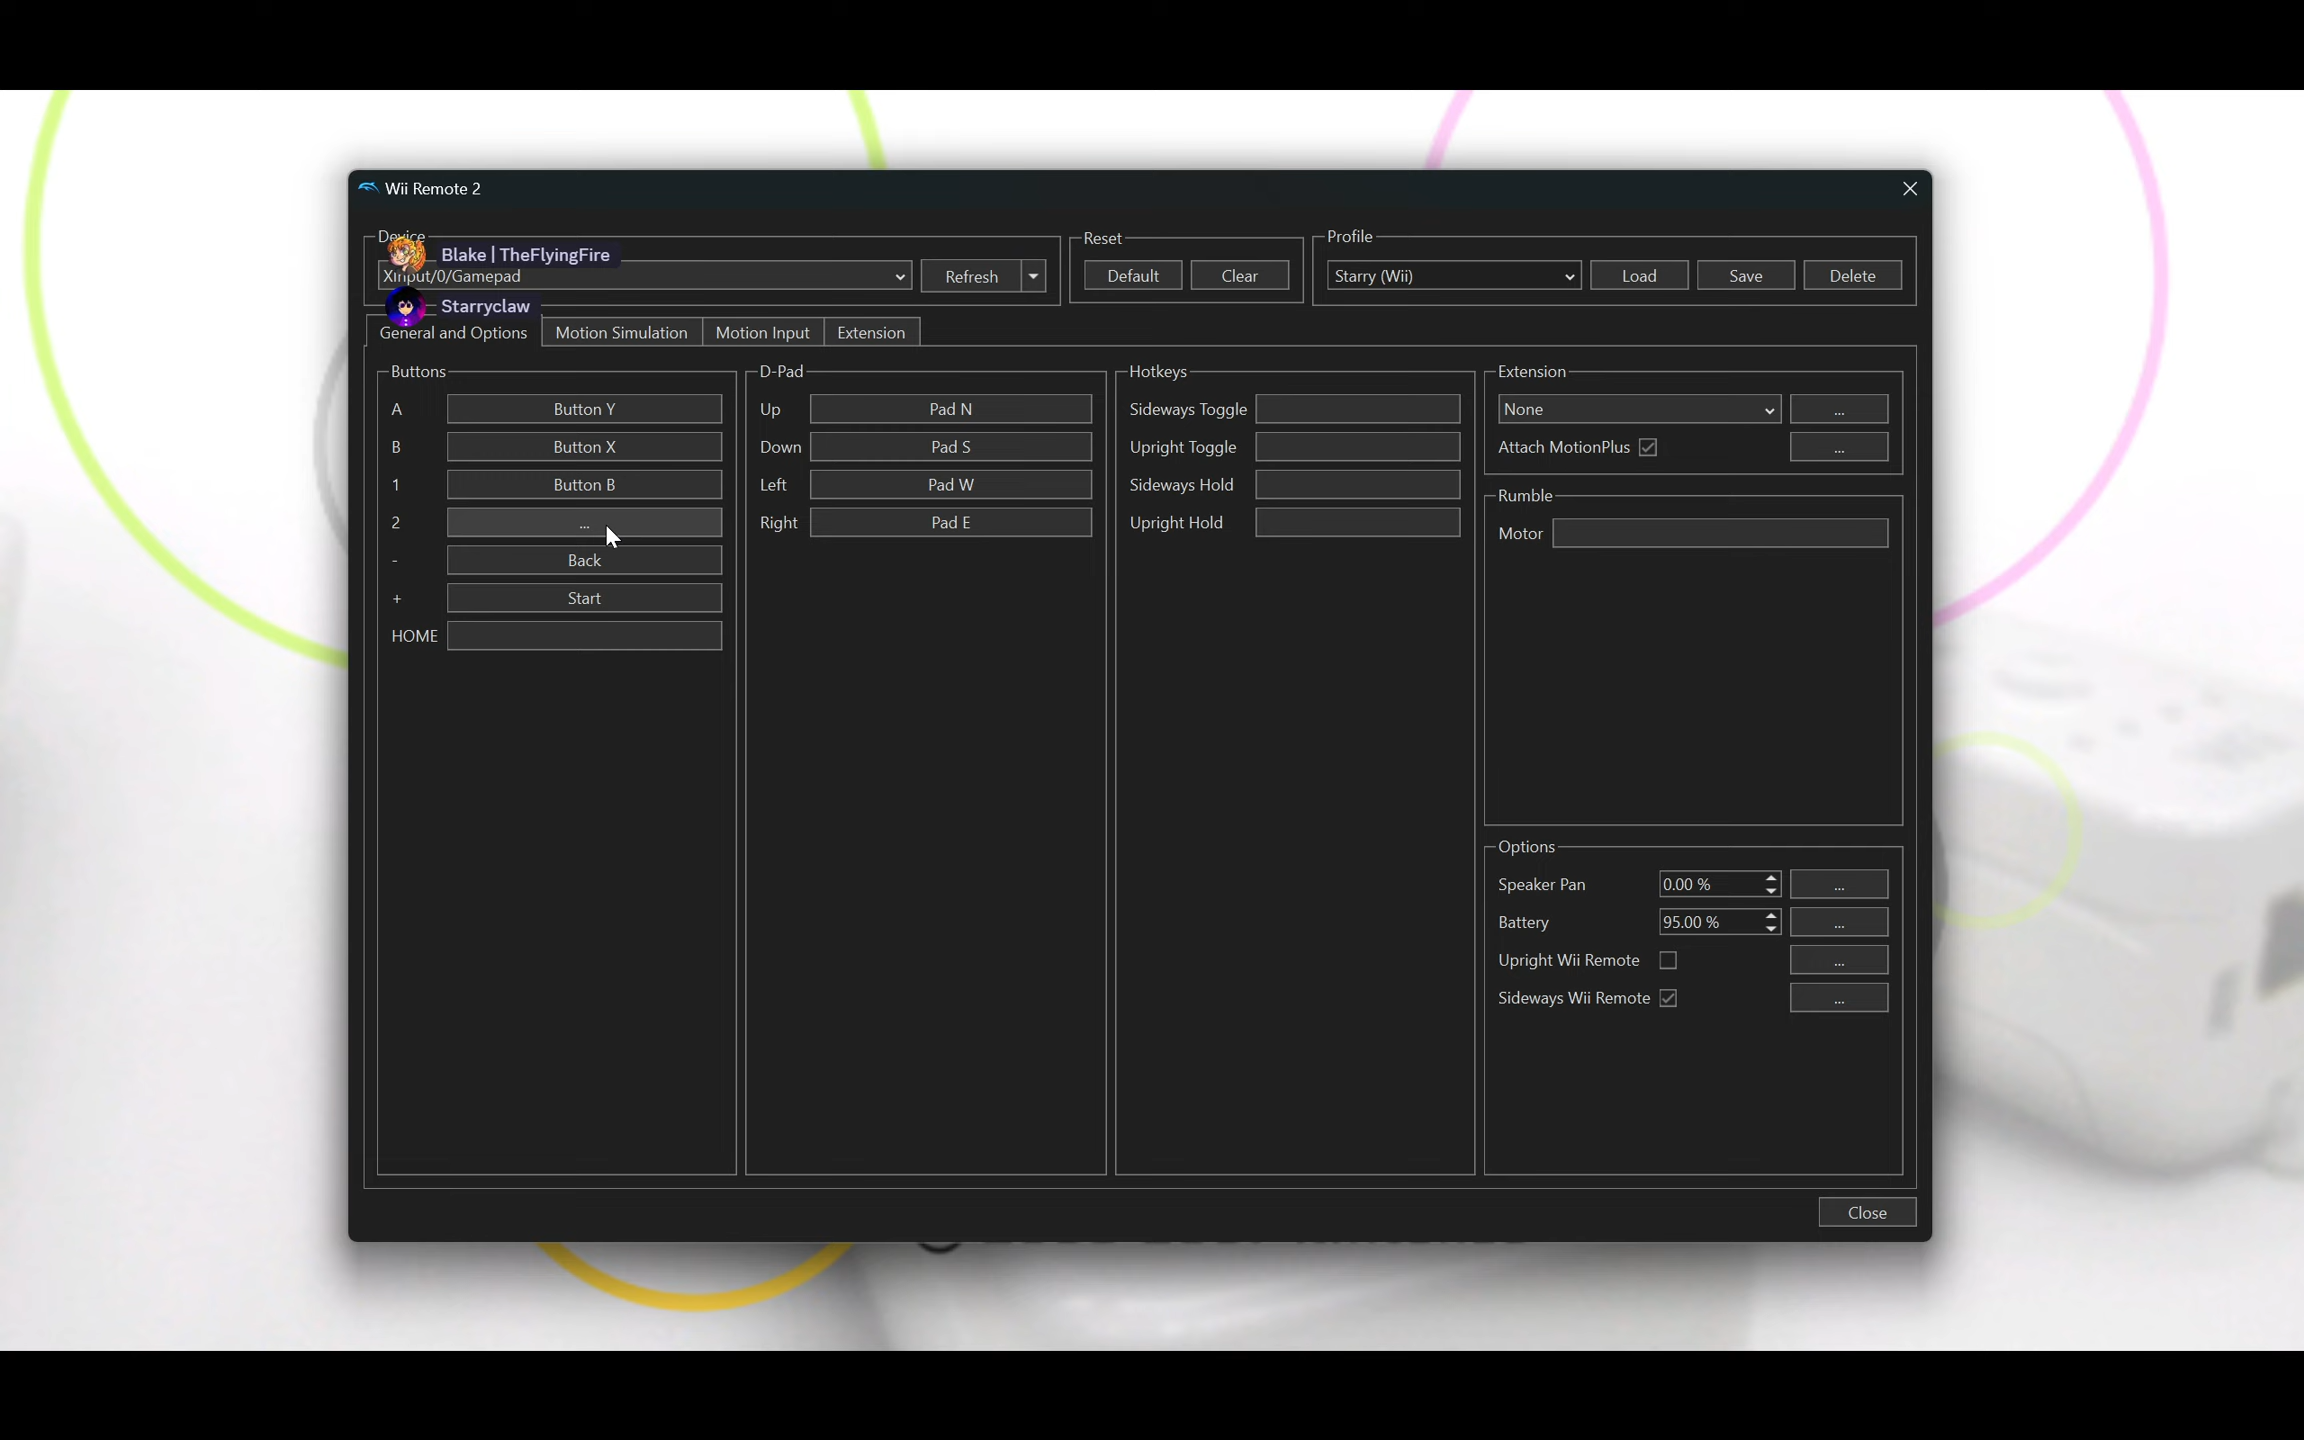 Wii Remote 2
Device
Blake | TheFlyingFire
XInput/0/Gamepad
Refresh
Starryclaw
Reset
Default
Clear
Profile
Starry (Wii)
Load
Save
Delete
General and Options
Motion Simulation
Motion Input
Extension
Buttons
A
Button Y
B
Button X
1
Button B
2
...
-
Back
+
Start
HOME
D-Pad
Up
Pad N
Down
Pad S
Left
Pad W
Right
Pad E
Hotkeys
Sideways Toggle
Upright Toggle
Sideways Hold
Upright Hold
Extension
None
...
Attach MotionPlus
...
Rumble
Motor
Options
Speaker Pan
0.00 %
...
Battery
95.00 %
...
Upright Wii Remote
...
Sideways Wii Remote
...
Close